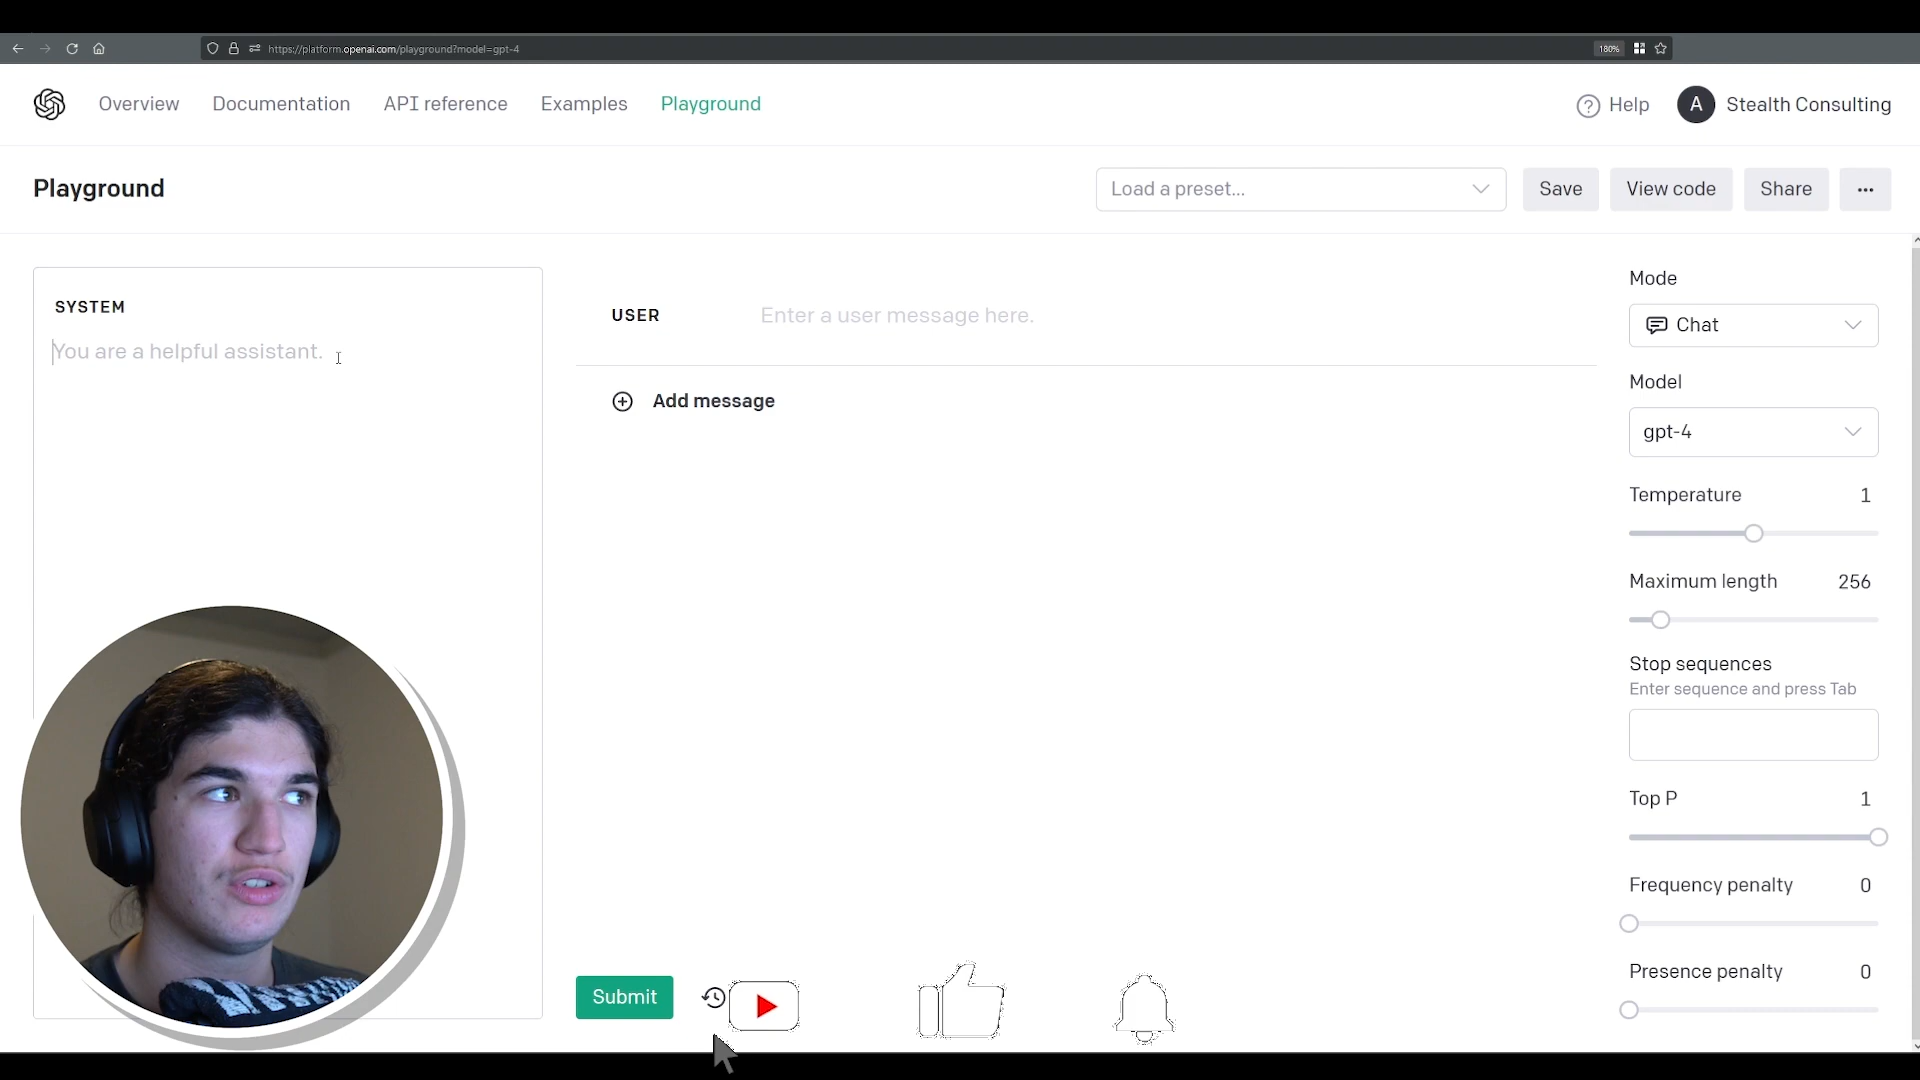 https://platform.openai.com/playground?model=gpt-4
180%
Overview
Documentation
API reference
Examples
Playground
Help
A
Stealth Consulting
Playground
Load a preset...
Save
View code
Share
...
SYSTEM
You are a helpful assistant.
USER
Enter a user message here.
Add message
Mode
Chat
Model
gpt-4
Temperature
1
Maximum length
256
Stop sequences
Enter sequence and press Tab
Top P
1
Frequency penalty
0
Presence penalty
0
Submit